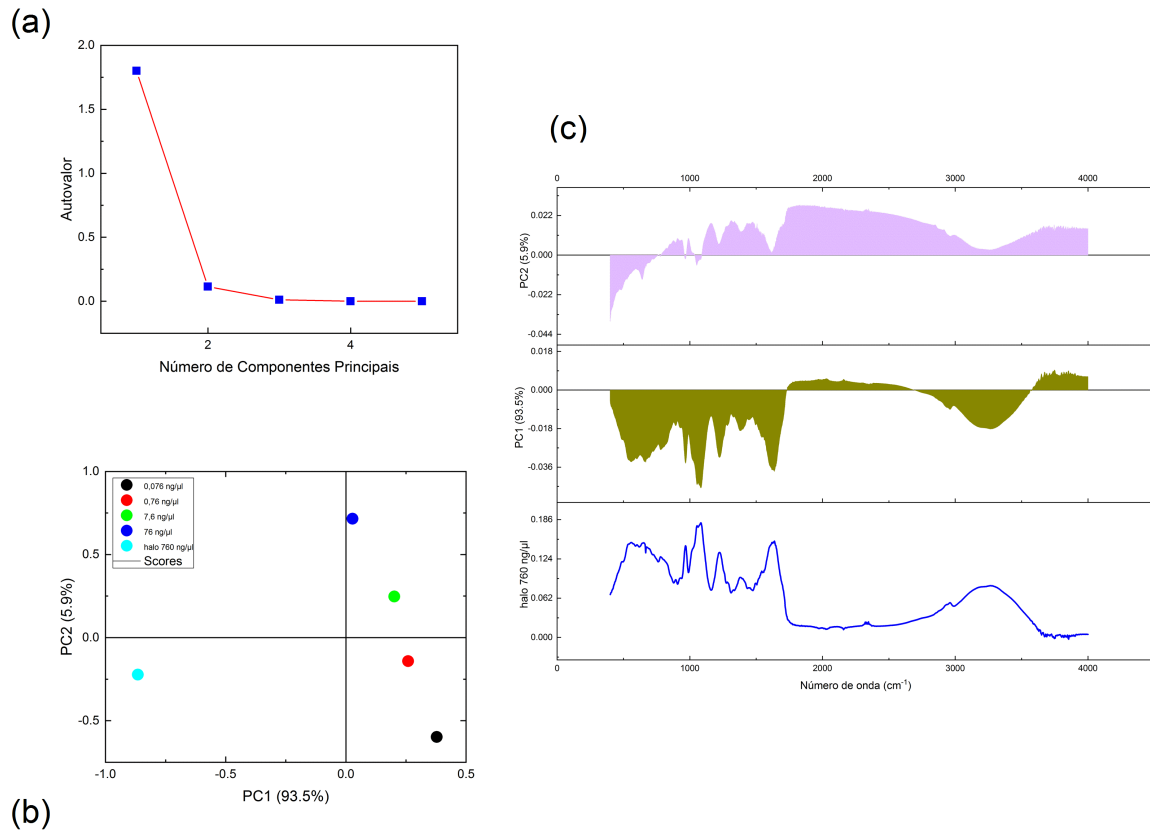 (a)
2.0
1.5
1.0
0.5
0.0
Autovalor
2 4
Número de Componentes Principais
(b)
1.0
0.5
0.0
-0.5
PC2 (5.9%)
0,076 ng/µl
0,76 ng/µl
7,6 ng/µl
76 ng/µl
halo 760 ng/µl
Scores
-1.0 -0.5 0.0 0.5
PC1 (93.5%)
(c)
0 1000 2000 3000 4000
0.022
0.000
-0.022
-0.044
PC2 (5.9%)
0.018
0.000
-0.018
-0.036
PC1 (93.5%)
0.186
0.124
0.062
0.000
halo 760 ng/µl
0 1000 2000 3000 4000
Número de onda (cm⁻¹)